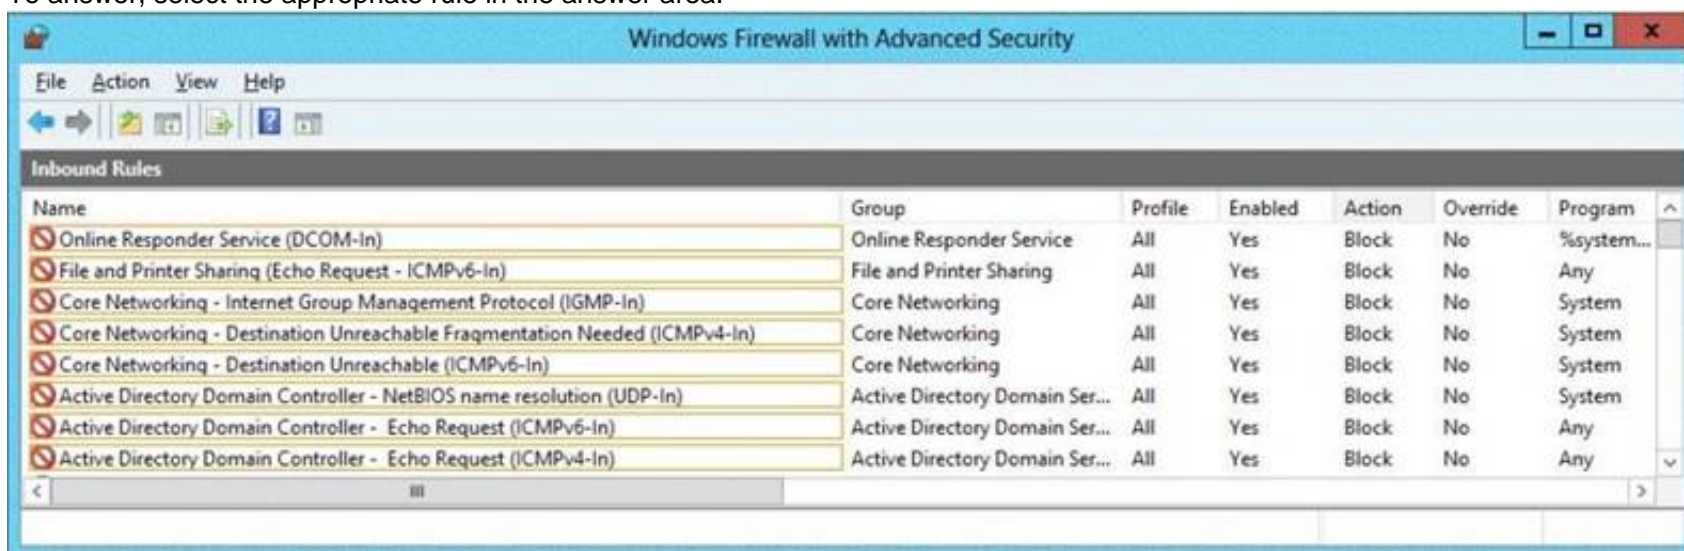 To answer, select the appropriate rule in the answer area.
Windows Firewall with Advanced Security
File Action View Help
Inbound Rules
Name Group Profile Enabled Action Override Program
Online Responder Service (DCOM-In) Online Responder Service All Yes Block No %system...
File and Printer Sharing (Echo Request - ICMPv6-In) File and Printer Sharing All Yes Block No Any
Core Networking - Internet Group Management Protocol (IGMP-In) Core Networking All Yes Block No System
Core Networking - Destination Unreachable Fragmentation Needed (ICMPv4-In) Core Networking All Yes Block No System
Core Networking - Destination Unreachable (ICMPv6-In) Core Networking All Yes Block No System
Active Directory Domain Controller - NetBIOS name resolution (UDP-In) Active Directory Domain Ser... All Yes Block No System
Active Directory Domain Controller - Echo Request (ICMPv6-In) Active Directory Domain Ser... All Yes Block No Any
Active Directory Domain Controller - Echo Request (ICMPv4-In) Active Directory Domain Ser... All Yes Block No Any